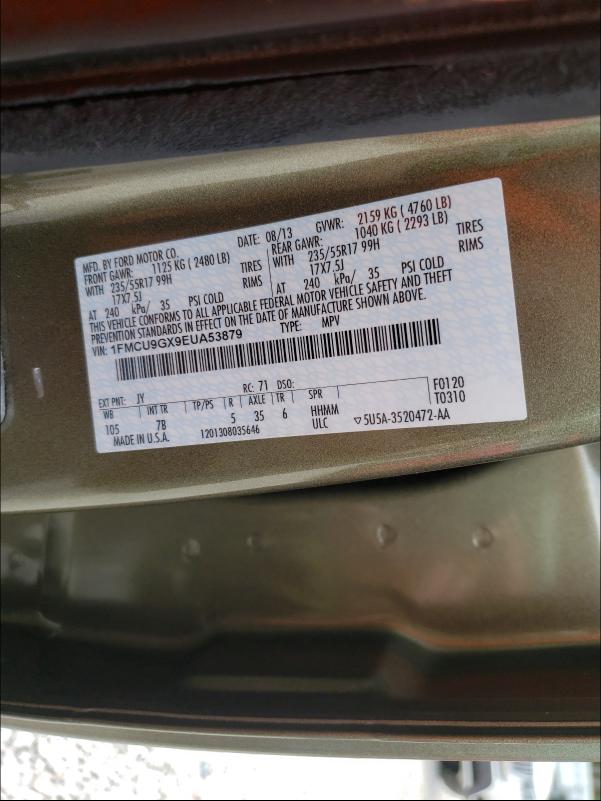 MFD. BY FORD MOTOR CO. DATE: 08/13 GVWR: 2159 KG ( 4760 LB)
FRONT GAWR: 1125 KG ( 2480 LB) REAR GAWR: 1040 KG ( 2293 LB)
WITH 235/55R17 99H TIRES WITH 235/55R17 99H TIRES
17X7.5J RIMS 17X7.5J RIMS
AT 240 kPa/ 35 PSI COLD AT 240 kPa/ 35 PSI COLD
THIS VEHICLE CONFORMS TO ALL APPLICABLE FEDERAL MOTOR VEHICLE SAFETY AND THEFT
PREVENTION STANDARDS IN EFFECT ON THE DATE OF MANUFACTURE SHOWN ABOVE.
VIN: 1FMCU9GX9EUA53879 TYPE: MPV
EXT PNT: JY RC: 71 DSO: F0120
WB INT TR TP/PS R AXLE TR SPR T0310
105 7B 5 35 6 HHMM
MADE IN U.S.A. 1201308035646 ULC ▽5U5A-3520472-AA